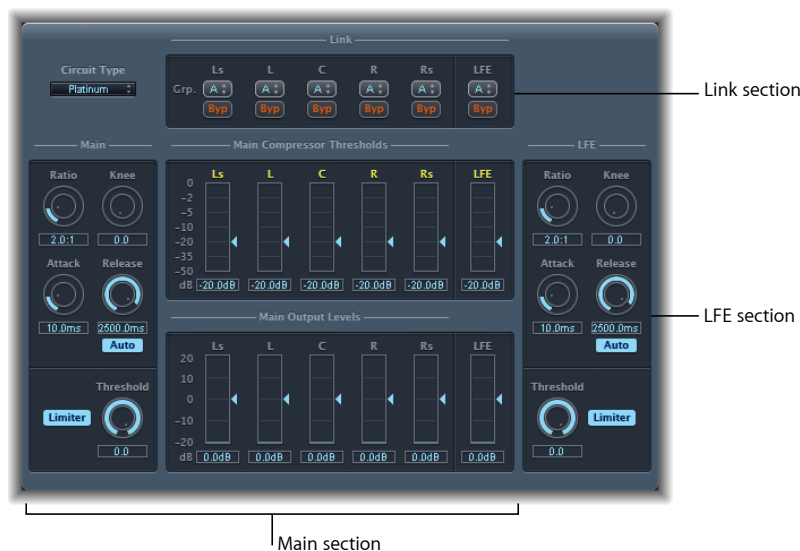 Link
Circuit Type
Platinum
Ls L C R Rs LFE
Grp. A A A A A A
Byp Byp Byp Byp Byp Byp
Link section
Main
Ratio Knee
2.0:1 0.0
Attack Release
10.0ms 2500.0ms
Auto
Threshold
Limiter
0.0
Main Compressor Thresholds
Ls L C R Rs LFE
0
-2
-5
-10
-20
-35
-50
dB -20.0dB -20.0dB -20.0dB -20.0dB -20.0dB -20.0dB
Main Output Levels
Ls L C R Rs LFE
20
10
0
-10
-20
dB 0.0dB 0.0dB 0.0dB 0.0dB 0.0dB 0.0dB
LFE
Ratio Knee
2.0:1 0.0
Attack Release
10.0ms 2500.0ms
Auto
Threshold
Limiter
0.0
LFE section
Main section